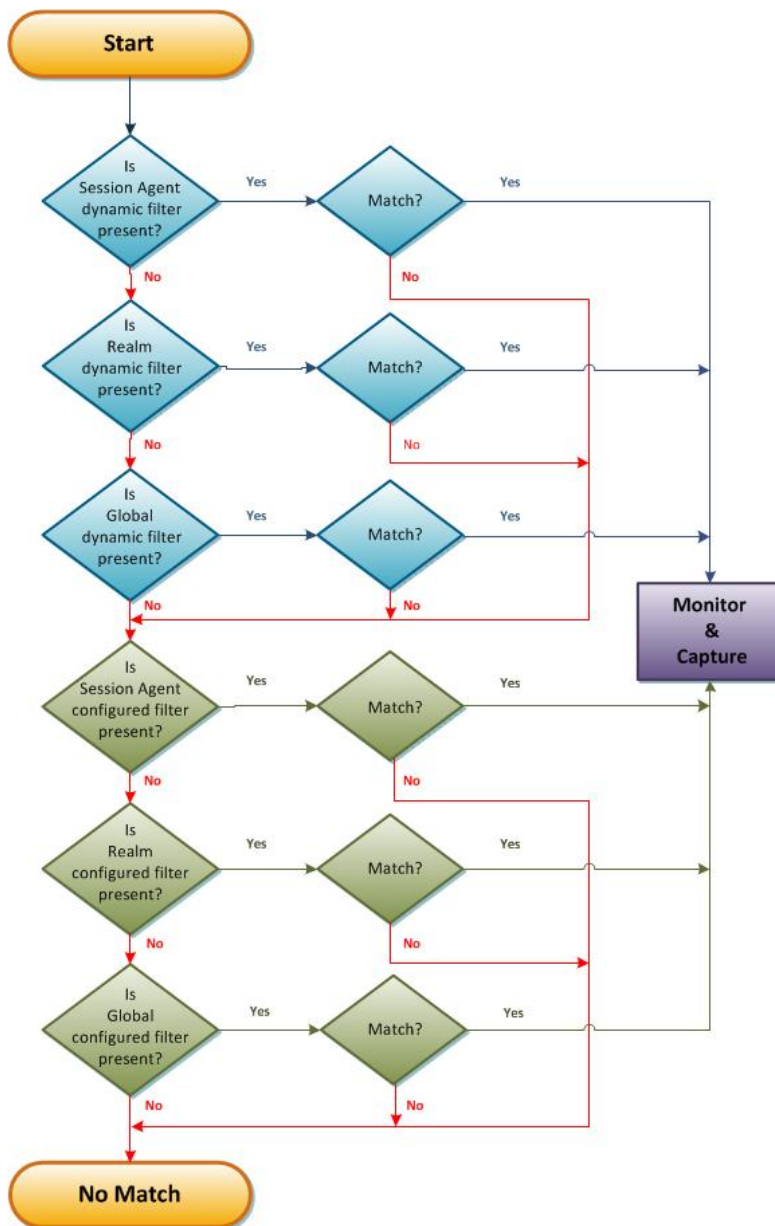 Start
Is
Session Agent
dynamic filter
present?
Yes
Match?
Yes
No
No
Is
Realm
dynamic filter
present?
Yes
Match?
Yes
No
No
Is
Global
dynamic filter
present?
Yes
Match?
Yes
No
No
Monitor
&
Capture
Is
Session Agent
configured filter
present?
Yes
Match?
Yes
No
No
Is
Realm
configured filter
present?
Yes
Match?
Yes
No
No
Is
Global
configured filter
present?
Yes
Match?
Yes
No
No
No Match